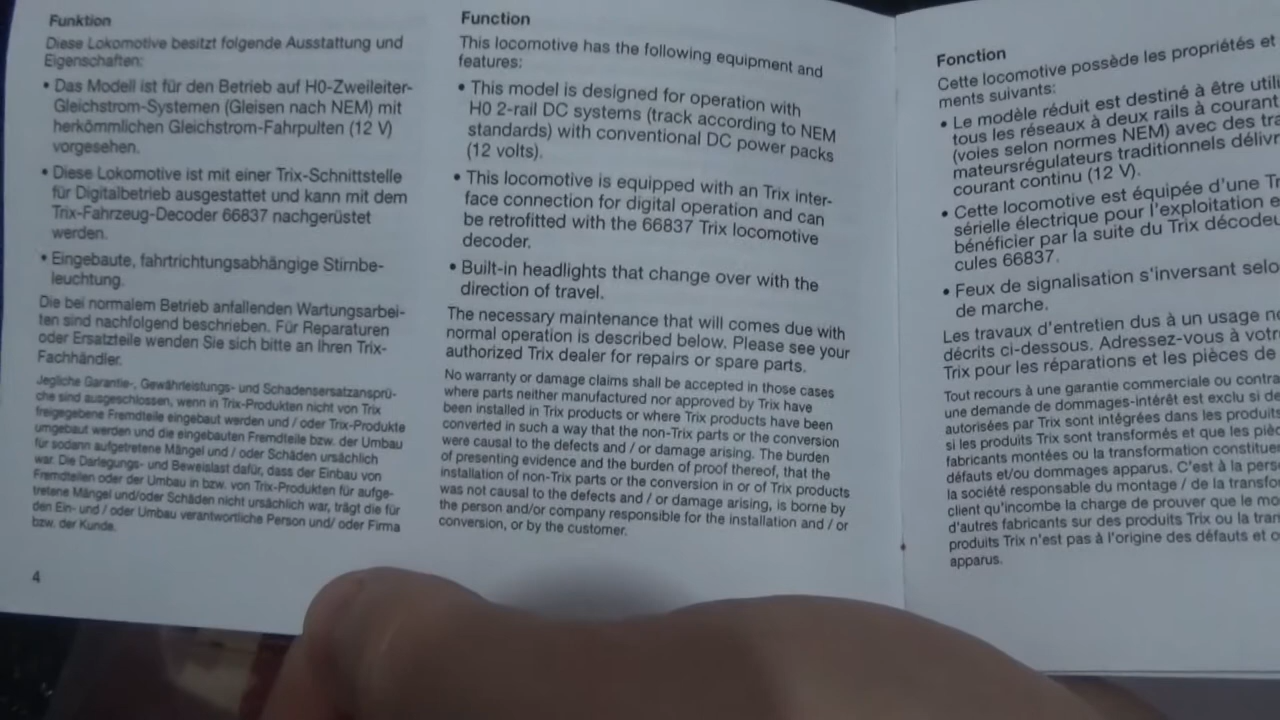 Funktion
Diese Lokomotive besitzt folgende Ausstattung und
Eigenschaften:
• Das Modell ist für den Betrieb auf H0-Zweileiter-
Gleichstrom-Systemen (Gleisen nach NEM) mit
herkömmlichen Gleichstrom-Fahrpulten (12 V)
vorgesehen.
• Diese Lokomotive ist mit einer Trix-Schnittstelle
für Digitalbetrieb ausgestattet und kann mit dem
Trix-Fahrzeug-Decoder 66837 nachgerüstet
werden.
• Eingebaute, fahrtrichtungsabhängige Stirnbe-
leuchtung.
Die bei normalem Betrieb anfallenden Wartungsarbei-
ten sind nachfolgend beschrieben. Für Reparaturen
oder Ersatzteile wenden Sie sich bitte an Ihren Trix-
Fachhändler.
Jegliche Garantie-, Gewährleistungs- und Schadensersatzansprü-
che sind ausgeschlossen, wenn in Trix-Produkten nicht von Trix
freigegebene Fremdteile eingebaut werden und / oder Trix-Produkte
umgebaut werden und die eingebauten Fremdteile bzw. der Umbau
für sodann aufgetretene Mängel und / oder Schäden ursächlich
war. Die Darlegungs- und Beweislast dafür, dass der Einbau von
Fremdteilen oder der Umbau in bzw. von Trix-Produkten für aufge-
tretene Mängel und/oder Schäden nicht ursächlich war, trägt die für
den Ein- und / oder Umbau verantwortliche Person und/ oder Firma
bzw. der Kunde.
4
Function
This locomotive has the following equipment and
features:
• This model is designed for operation with
H0 2-rail DC systems (track according to NEM
standards) with conventional DC power packs
(12 volts).
• This locomotive is equipped with an Trix inter-
face connection for digital operation and can
be retrofitted with the 66837 Trix locomotive
decoder.
• Built-in headlights that change over with the
direction of travel.
The necessary maintenance that will comes due with
normal operation is described below. Please see your
authorized Trix dealer for repairs or spare parts.
No warranty or damage claims shall be accepted in those cases
where parts neither manufactured nor approved by Trix have
been installed in Trix products or where Trix products have been
converted in such a way that the non-Trix parts or the conversion
were causal to the defects and / or damage arising. The burden
of presenting evidence and the burden of proof thereof, that the
installation of non-Trix parts or the conversion in or of Trix products
was not causal to the defects and / or damage arising, is borne by
the person and/or company responsible for the installation and / or
conversion, or by the customer.
Fonction
Cette locomotive possède les propriétés et
ments suivants:
• Le modèle réduit est destiné à être utili
tous les réseaux à deux rails à courant
(voies selon normes NEM) avec des tra
mateursrégulateurs traditionnels délivr
courant continu (12 V).
• Cette locomotive est équipée d'une Tr
sérielle électrique pour l'exploitation e
bénéficier par la suite du Trix décodeu
cules 66837.
• Feux de signalisation s'inversant selo
de marche.
Les travaux d'entretien dus à un usage no
décrits ci-dessous. Adressez-vous à votr
Trix pour les réparations et les pièces de
Tout recours à une garantie commerciale ou contra
une demande de dommages-intérêt est exclu si de
autorisées par Trix sont intégrées dans les produits
si les produits Trix sont transformés et que les pièc
fabricants montées ou la transformation constitue
défauts et/ou dommages apparus. C'est à la pers
la société responsable du montage / de la transfo
client qu'incombe la charge de prouver que le mo
d'autres fabricants sur des produits Trix ou la tran
produits Trix n'est pas à l'origine des défauts et o
apparus.